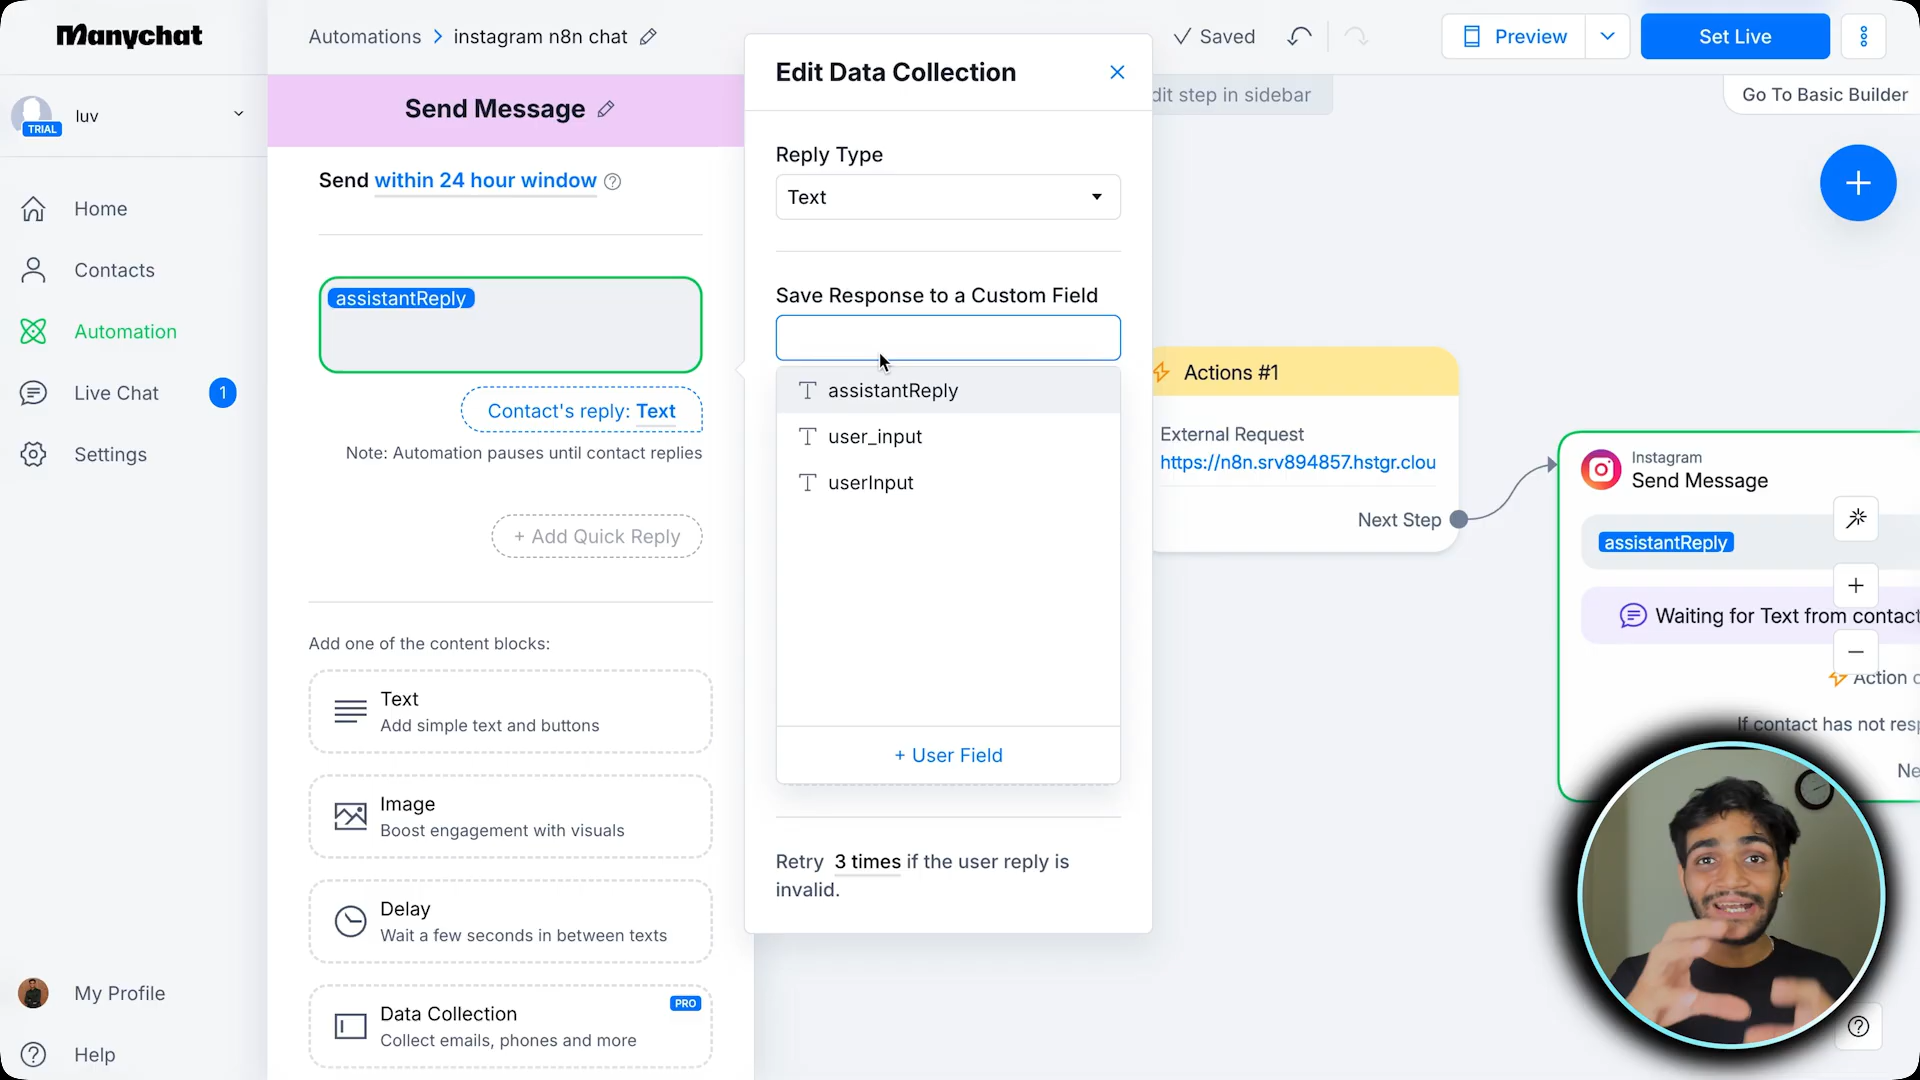 Manychat
Automations > instagram n8n chat
Saved
Preview
Set Live
Go To Basic Builder
TRIAL
luv
Home
Contacts
Automation
Live Chat
1
Settings
My Profile
Help
Send Message
Send within 24 hour window
assistantReply
Contact's reply: Text
Note: Automation pauses until contact replies
+ Add Quick Reply
Add one of the content blocks:
Text
Add simple text and buttons
Image
Boost engagement with visuals
Delay
Wait a few seconds in between texts
Data Collection
PRO
Collect emails, phones and more
Edit Data Collection
Reply Type
Text
Save Response to a Custom Field
assistantReply
user_input
userInput
+ User Field
Retry 3 times if the user reply is
invalid.
dit step in sidebar
Actions #1
External Request
https://n8n.srv894857.hstgr.clou
Next Step
Instagram
Send Message
assistantReply
Waiting for Text from contact
Action o
If contact has not resp
Ne